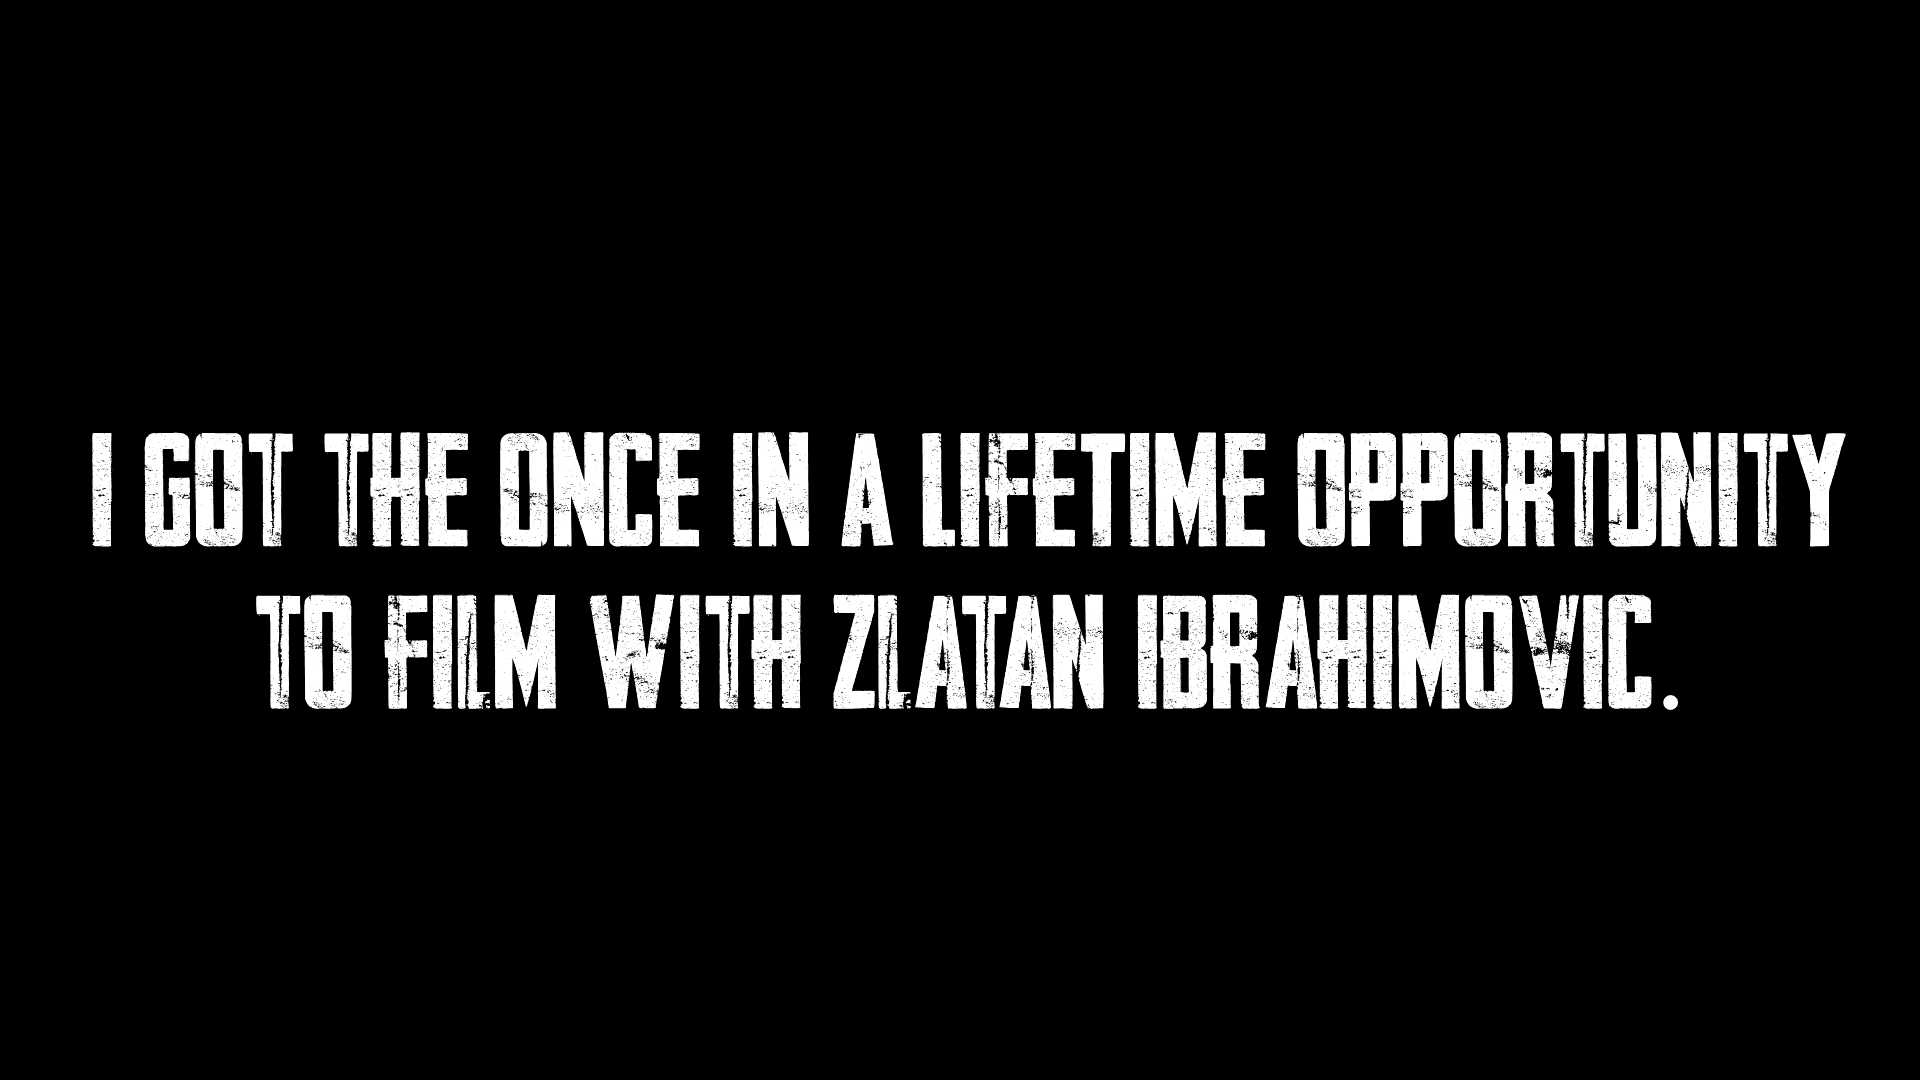 I GOT THE ONCE IN A LIFETIME OPPORTUNITY
TO FILM WITH ZLATAN IBRAHIMOVIC.